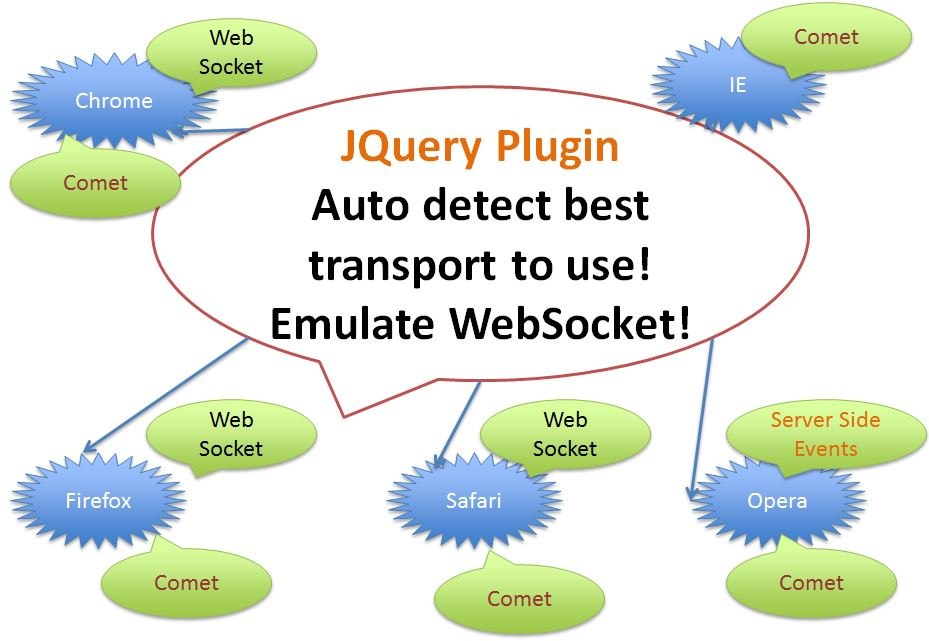 Web
Socket
Comet
Chrome
IE
Comet
JQuery Plugin
Auto detect best
transport to use!
Emulate WebSocket!
Web
Socket
Web
Socket
Server Side
Events
Firefox
Safari
Opera
Comet
Comet
Comet